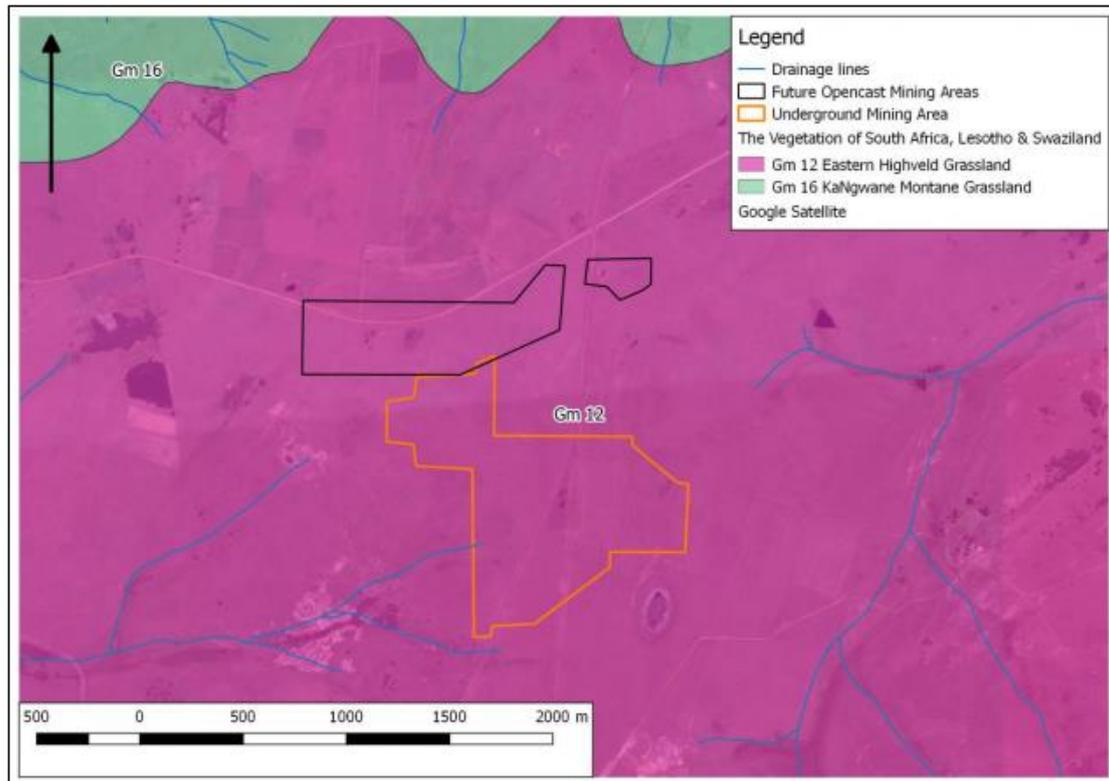 Gm 16
Legend
Drainage lines
Future Opencast Mining Areas
Underground Mining Area
The Vegetation of South Africa, Lesotho & Swaziland
Gm 12 Eastern Highveld Grassland
Gm 16 KaNgwane Montane Grassland
Google Satellite
Gm 12
500 0 500 1000 1500 2000 m